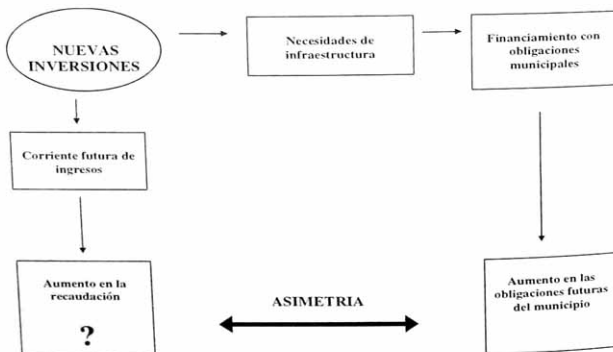 NUEVAS
INVERSIONES
Necesidades de
infraestructura
Financiamiento con
obligaciones
municipales
Corriente futura de
ingresos
Aumento en la
recaudación
?
ASIMETRIA
Aumento en las
obligaciones futuras
del municipio